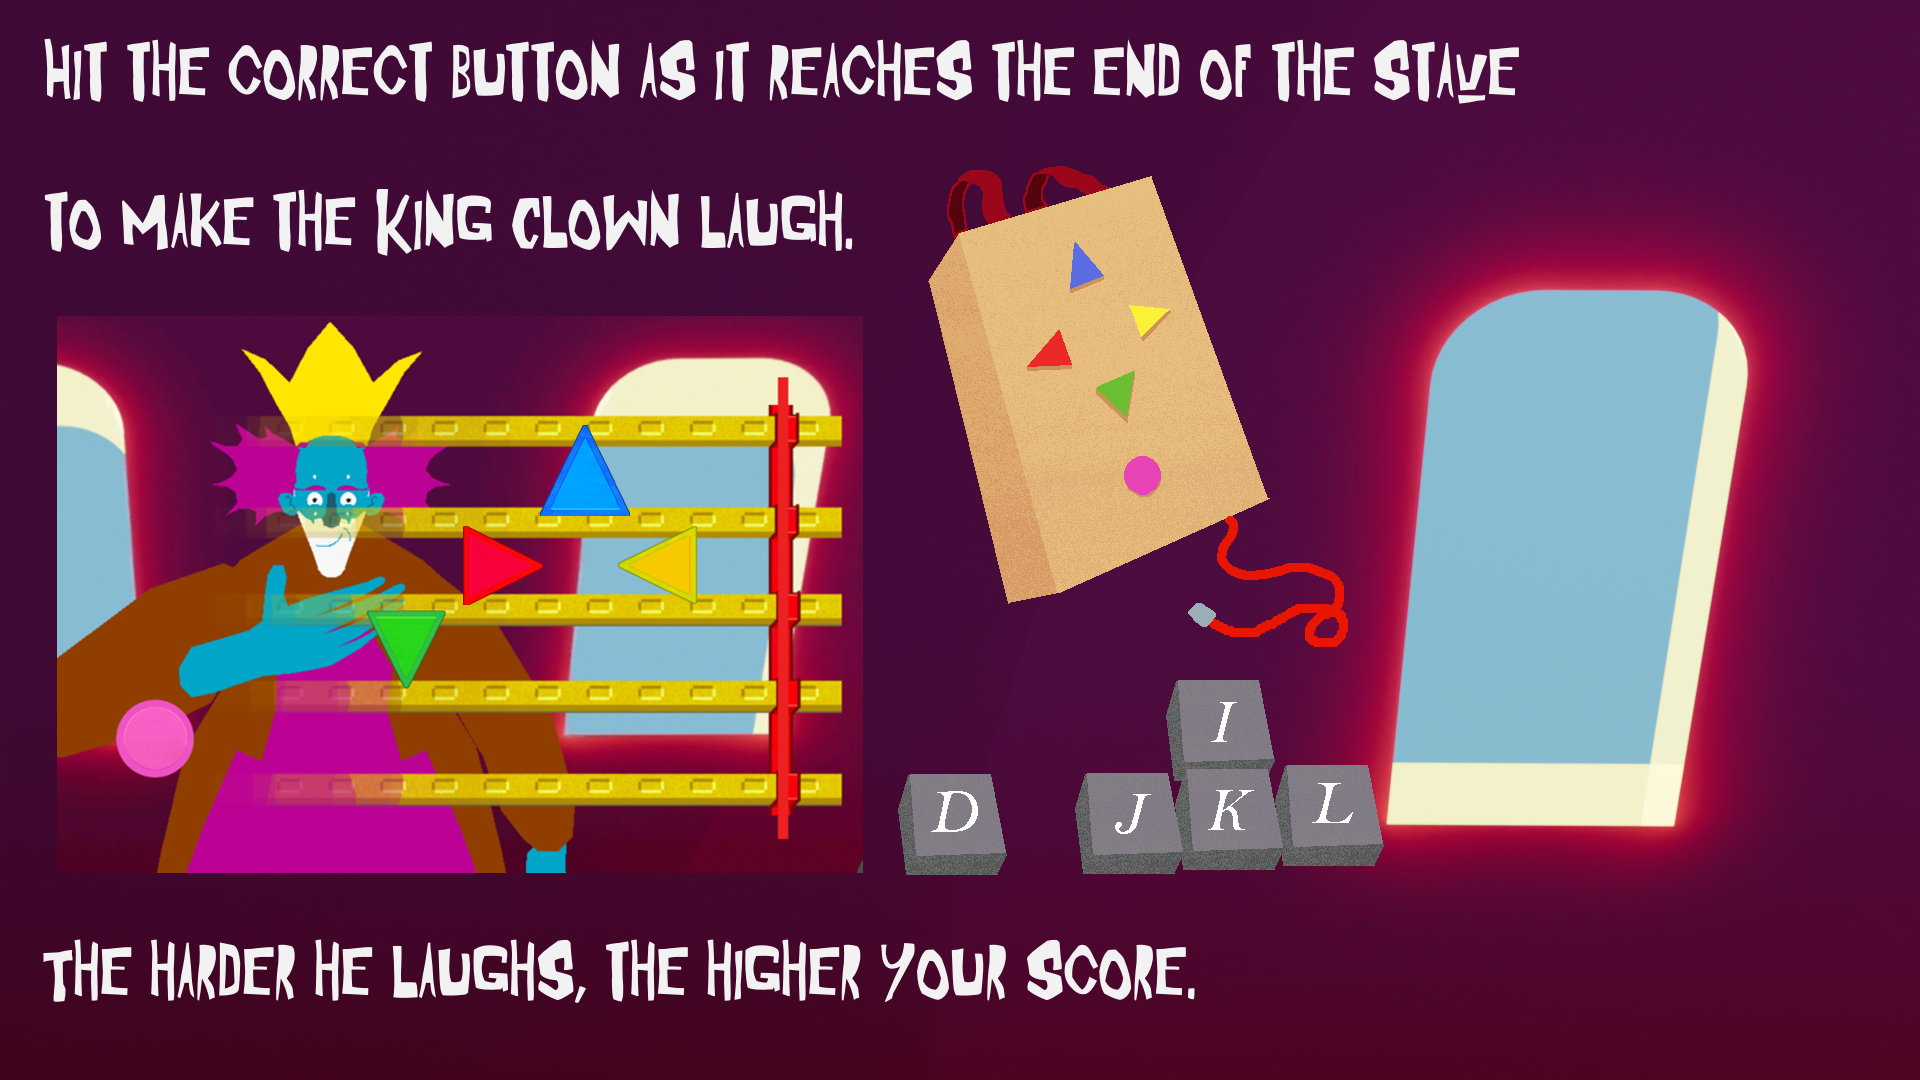 HIT THE CORRECT BUTTON AS IT REACHES THE END OF THE STAVE
TO MAKE THE KING CLOWN LAUGH.
I
D J K L
THE HARDER HE LAUGHS, THE HIGHER YOUR SCORE.